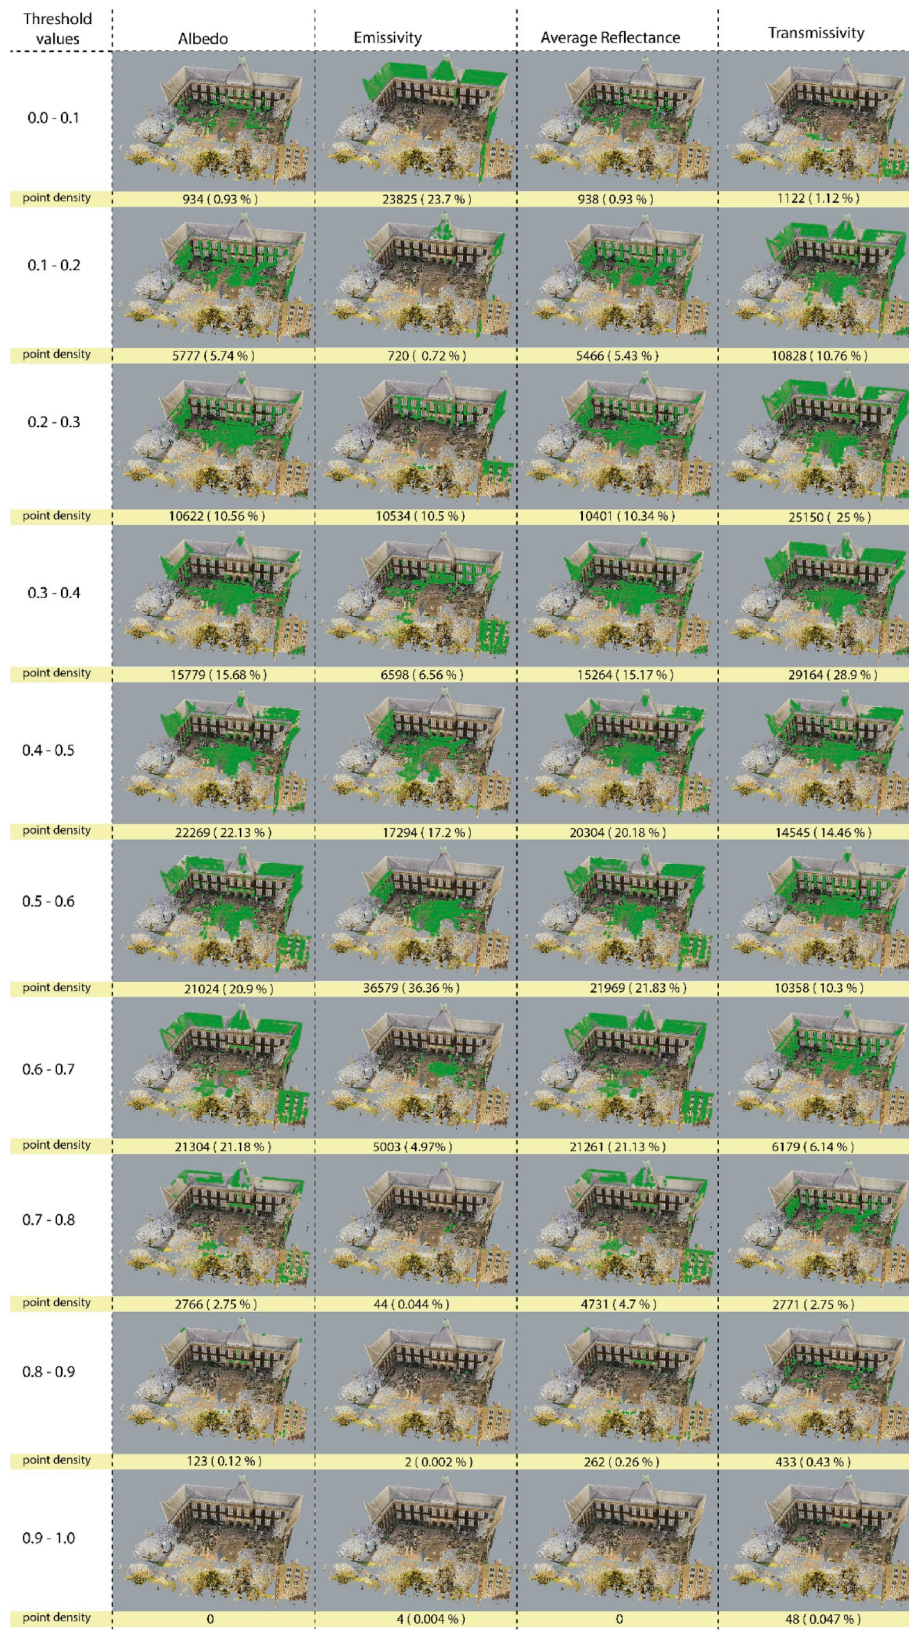 Threshold
values
Albedo
Emissivity
Average Reflectance
Transmissivity
0.0 - 0.1
point density
934 ( 0.93 % )
23825 ( 23.7 % )
938 ( 0.93 % )
1122 ( 1.12 % )
0.1 - 0.2
point density
5777 ( 5.74 % )
720 ( 0.72 % )
5466 ( 5.43 % )
10828 ( 10.76 % )
0.2 - 0.3
point density
10622 ( 10.56 % )
10534 ( 10.5 % )
10401 ( 10.34 % )
25150 ( 25 % )
0.3 - 0.4
point density
15779 ( 15.68 % )
6598 ( 6.56 % )
15264 ( 15.17 % )
29164 ( 28.9 % )
0.4 - 0.5
point density
22269 ( 22.13 % )
17294 ( 17.2 % )
20304 ( 20.18 % )
14545 ( 14.46 % )
0.5 - 0.6
point density
21024 ( 20.9 % )
36579 ( 36.36 % )
21969 ( 21.83 % )
10358 ( 10.3 % )
0.6 - 0.7
point density
21304 ( 21.18 % )
5003 ( 4.97% )
21261 ( 21.13 % )
6179 ( 6.14 % )
0.7 - 0.8
point density
2766 ( 2.75 % )
44 ( 0.044 % )
4731 ( 4.7 % )
2771 ( 2.75 % )
0.8 - 0.9
point density
123 ( 0.12 % )
2 ( 0.002 % )
262 ( 0.26 % )
433 ( 0.43 % )
0.9 - 1.0
point density
0
4 ( 0.004 % )
0
48 ( 0.047 % )